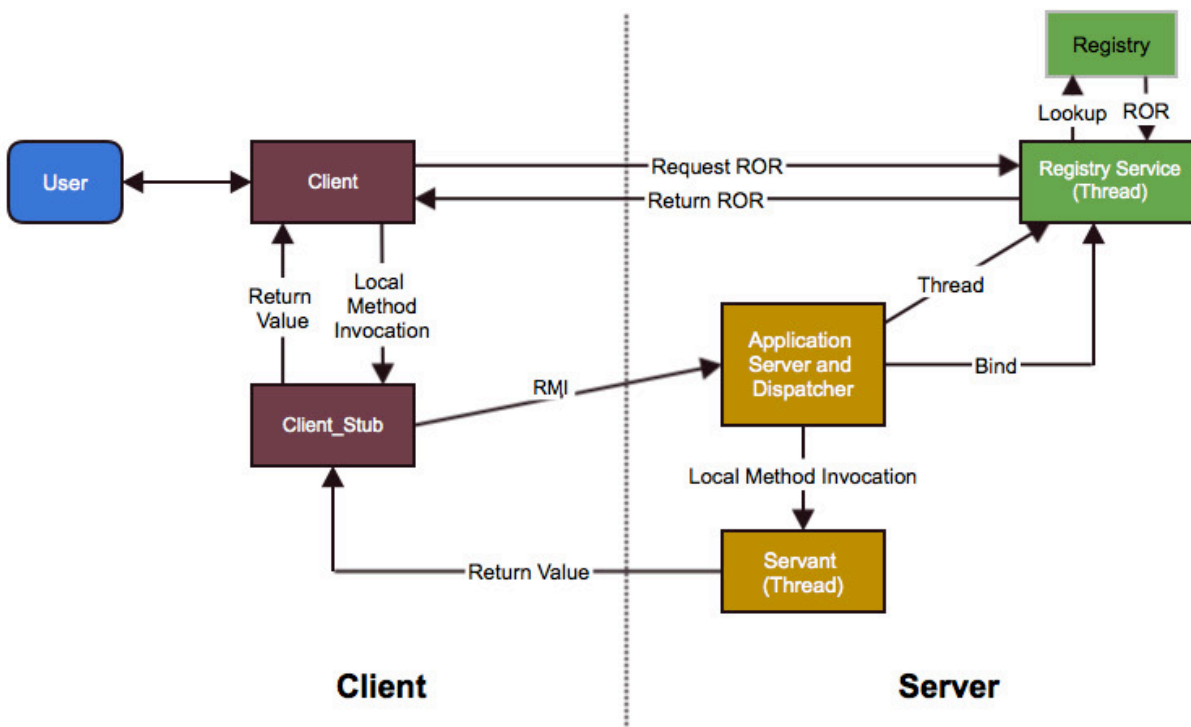 Registry
Lookup
ROR
User
Client
Request ROR
Return ROR
Registry Service
(Thread)
Return
Value
Local
Method
Invocation
Thread
Application
Server and
Dispatcher
Bind
RMI
Client_Stub
Local Method Invocation
Return Value
Servant
(Thread)
Client
Server